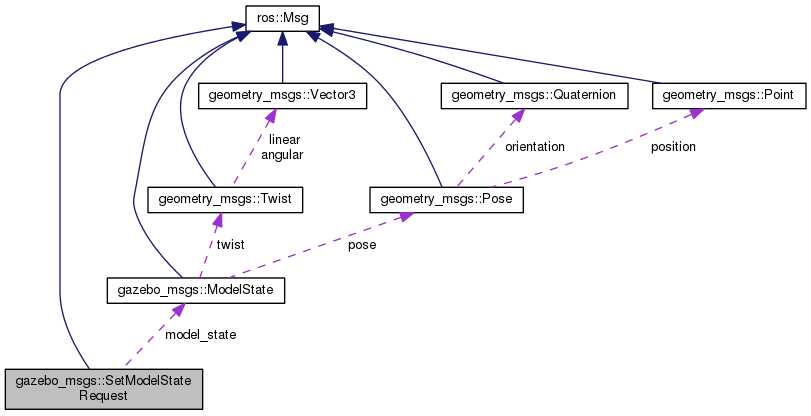 ros::Msg
geometry_msgs::Vector3
geometry_msgs::Quaternion
geometry_msgs::Point
linear
angular
orientation
position
geometry_msgs::Twist
geometry_msgs::Pose
twist
pose
gazebo_msgs::ModelState
model_state
gazebo_msgs::SetModelState
Request